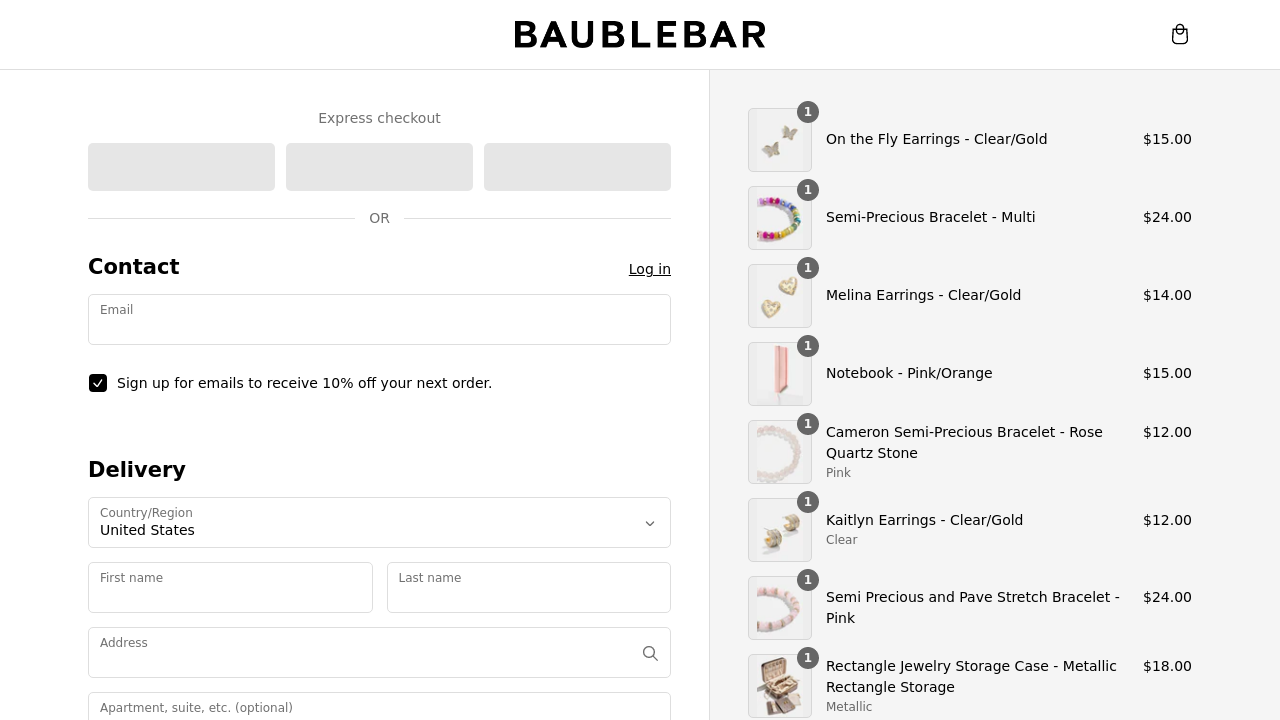 BAUBLEBAR
Express checkout
OR
Contact
Log in
Email
Sign up for emails to receive 10% off your next order.
Delivery
Country/Region
United States
First name
Last name
Address
Apartment, suite, etc. (optional)
1
On the Fly Earrings - Clear/Gold
$15.00
1
Semi-Precious Bracelet - Multi
$24.00
1
Melina Earrings - Clear/Gold
$14.00
1
Notebook - Pink/Orange
$15.00
1
Cameron Semi-Precious Bracelet - Rose
Quartz Stone
Pink
$12.00
1
Kaitlyn Earrings - Clear/Gold
Clear
$12.00
1
Semi Precious and Pave Stretch Bracelet -
Pink
$24.00
1
Rectangle Jewelry Storage Case - Metallic
Rectangle Storage
Metallic
$18.00